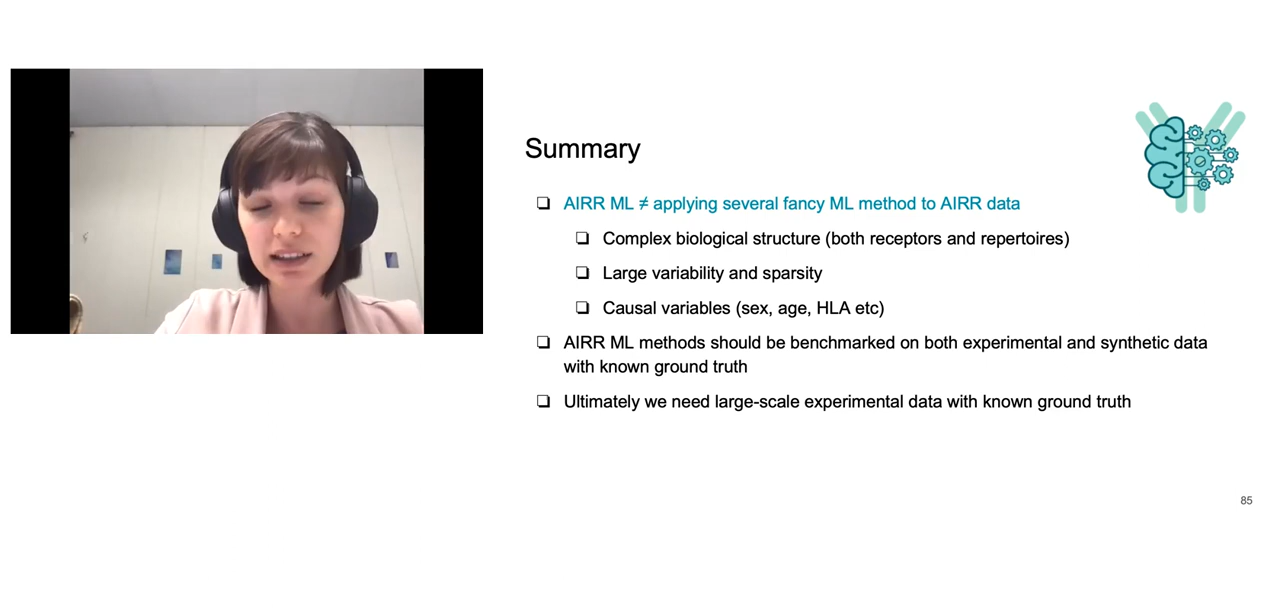 Summary
❏ AIRR ML ≠ applying several fancy ML method to AIRR data
❏ Complex biological structure (both receptors and repertoires)
❏ Large variability and sparsity
❏ Causal variables (sex, age, HLA etc)
❏ AIRR ML methods should be benchmarked on both experimental and synthetic data
with known ground truth
❏ Ultimately we need large-scale experimental data with known ground truth
85